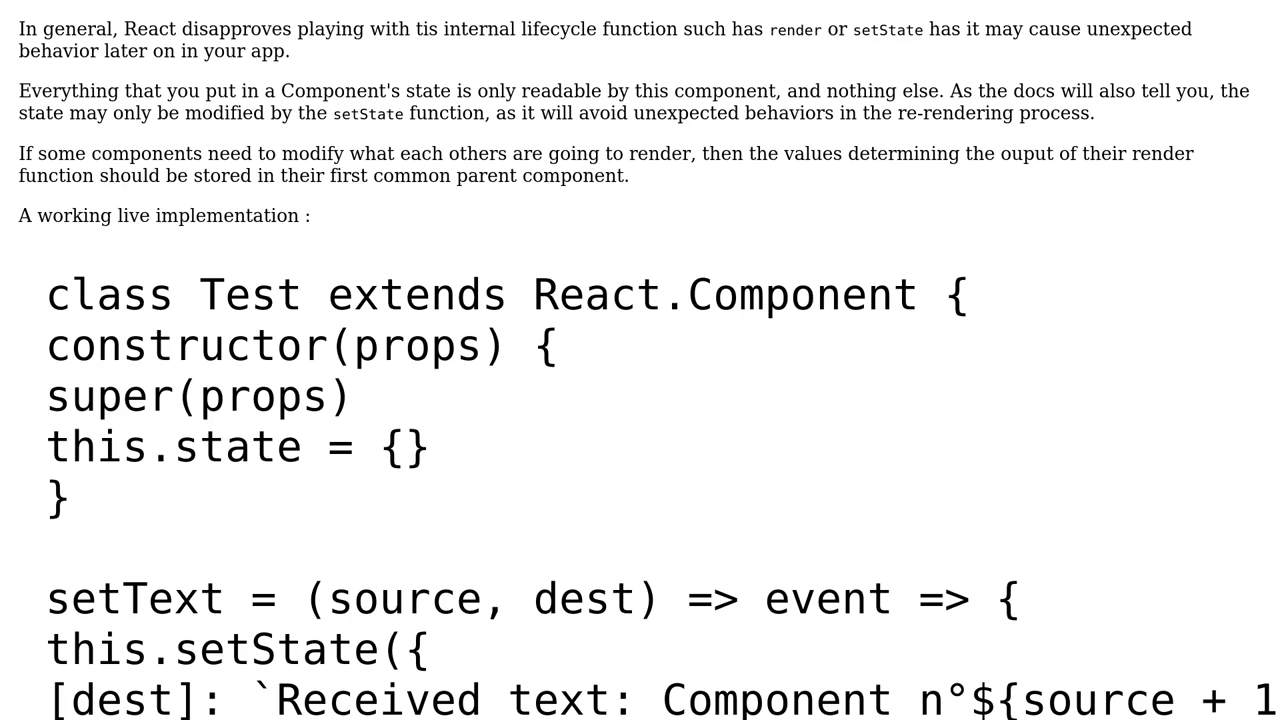 In general, React disapproves playing with tis internal lifecycle function such has render or setState has it may cause unexpected
behavior later on in your app.
Everything that you put in a Component's state is only readable by this component, and nothing else. As the docs will also tell you, the
state may only be modified by the setState function, as it will avoid unexpected behaviors in the re-rendering process.
If some components need to modify what each others are going to render, then the values determining the ouput of their render
function should be stored in their first common parent component.
A working live implementation :
class Test extends React.Component {
constructor(props) {
super(props)
this.state = {}
}
setText = (source, dest) => event => {
this.setState({
[dest]: `Received text: Component n°${source + 1